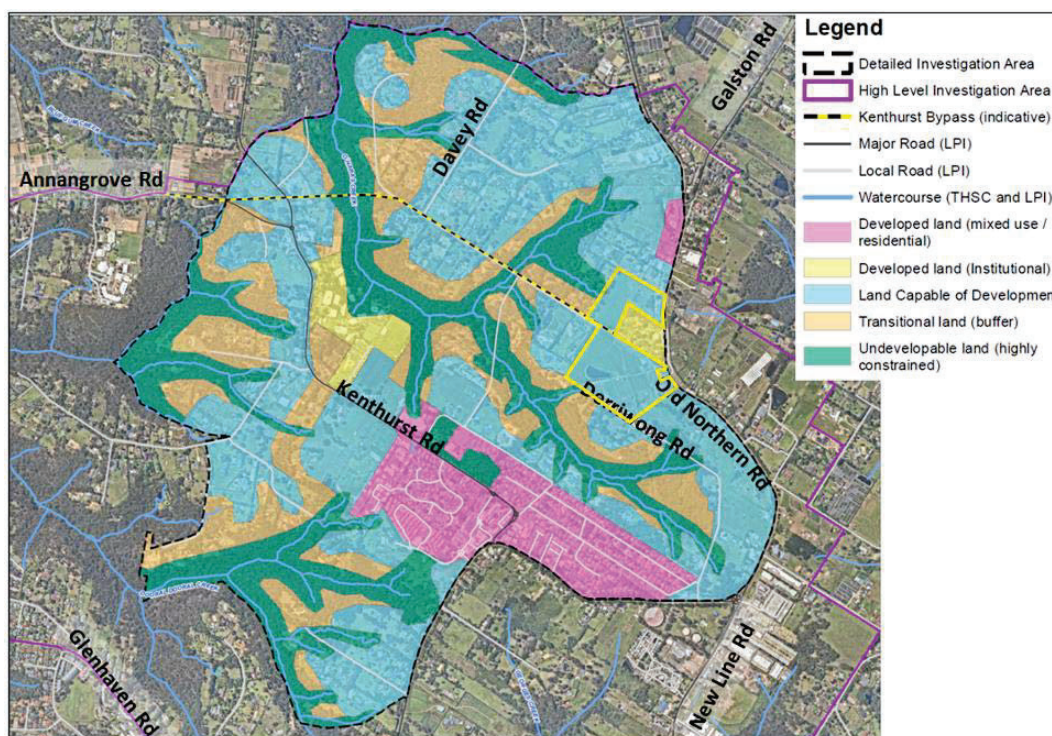 Legend
Detailed Investigation Area
High Level Investigation Area
Kenthurst Bypass (indicative)
Major Road (LPI)
Local Road (LPI)
Watercourse (THSC and LPI)
Developed land (mixed use /
residential)
Developed land (Institutional)
Land Capable of Development
Transitional land (buffer)
Undevelopable land (highly
constrained)
Galston Rd
Davey Rd
Annangrove Rd
Kenthurst Rd
Derriwong Rd
Old Northern Rd
New Line Rd
Glenhaven Rd